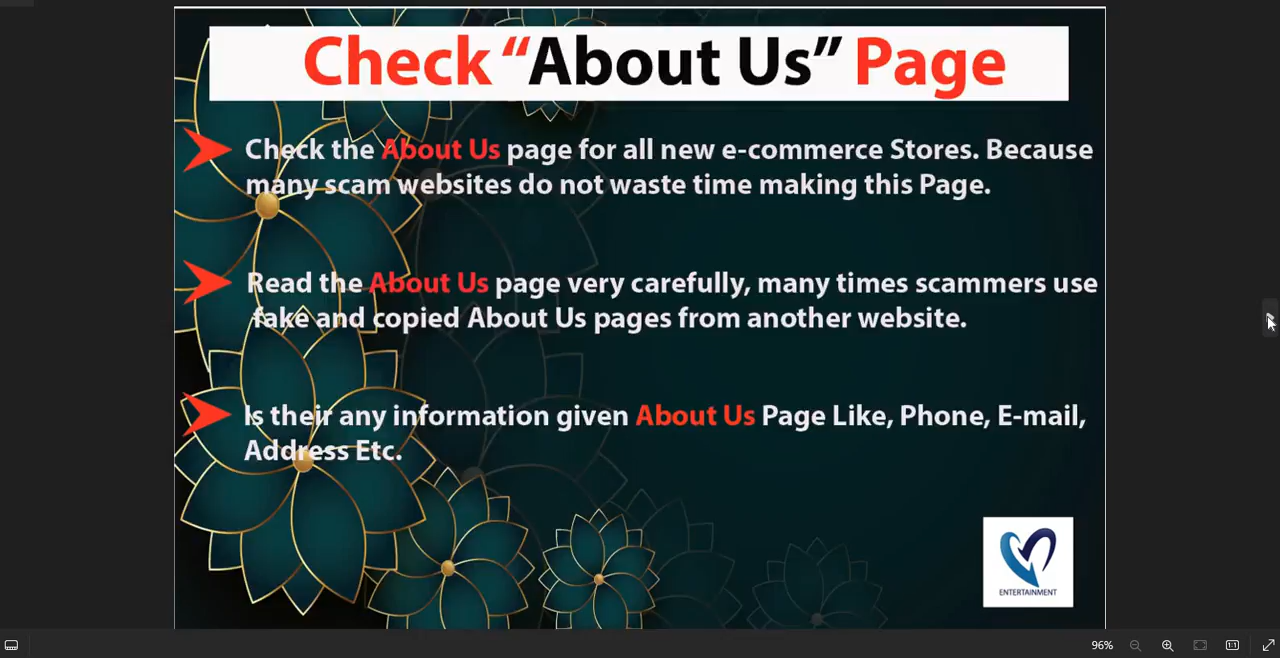 Check “About Us” Page
Check the About Us page for all new e-commerce Stores. Because
many scam websites do not waste time making this Page.
Read the About Us page very carefully, many times scammers use
fake and copied About Us pages from another website.
Is their any information given About Us Page Like, Phone, E-mail,
Address Etc.
ENTERTAINMENT
96%
1:1